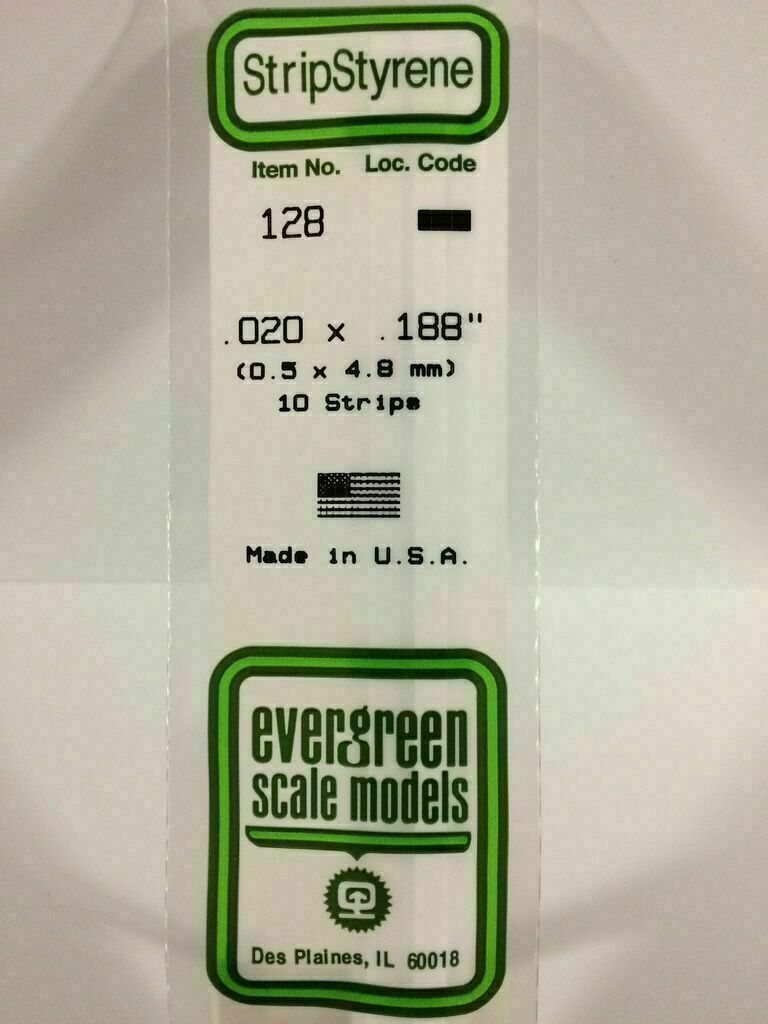 StripStyrene
Item No. Loc. Code
128
.020 x .188"
(0.5 x 4.8 mm)
10 Strips
Made in U.S.A.
evergreen
scale models
Des Plaines, IL 60018